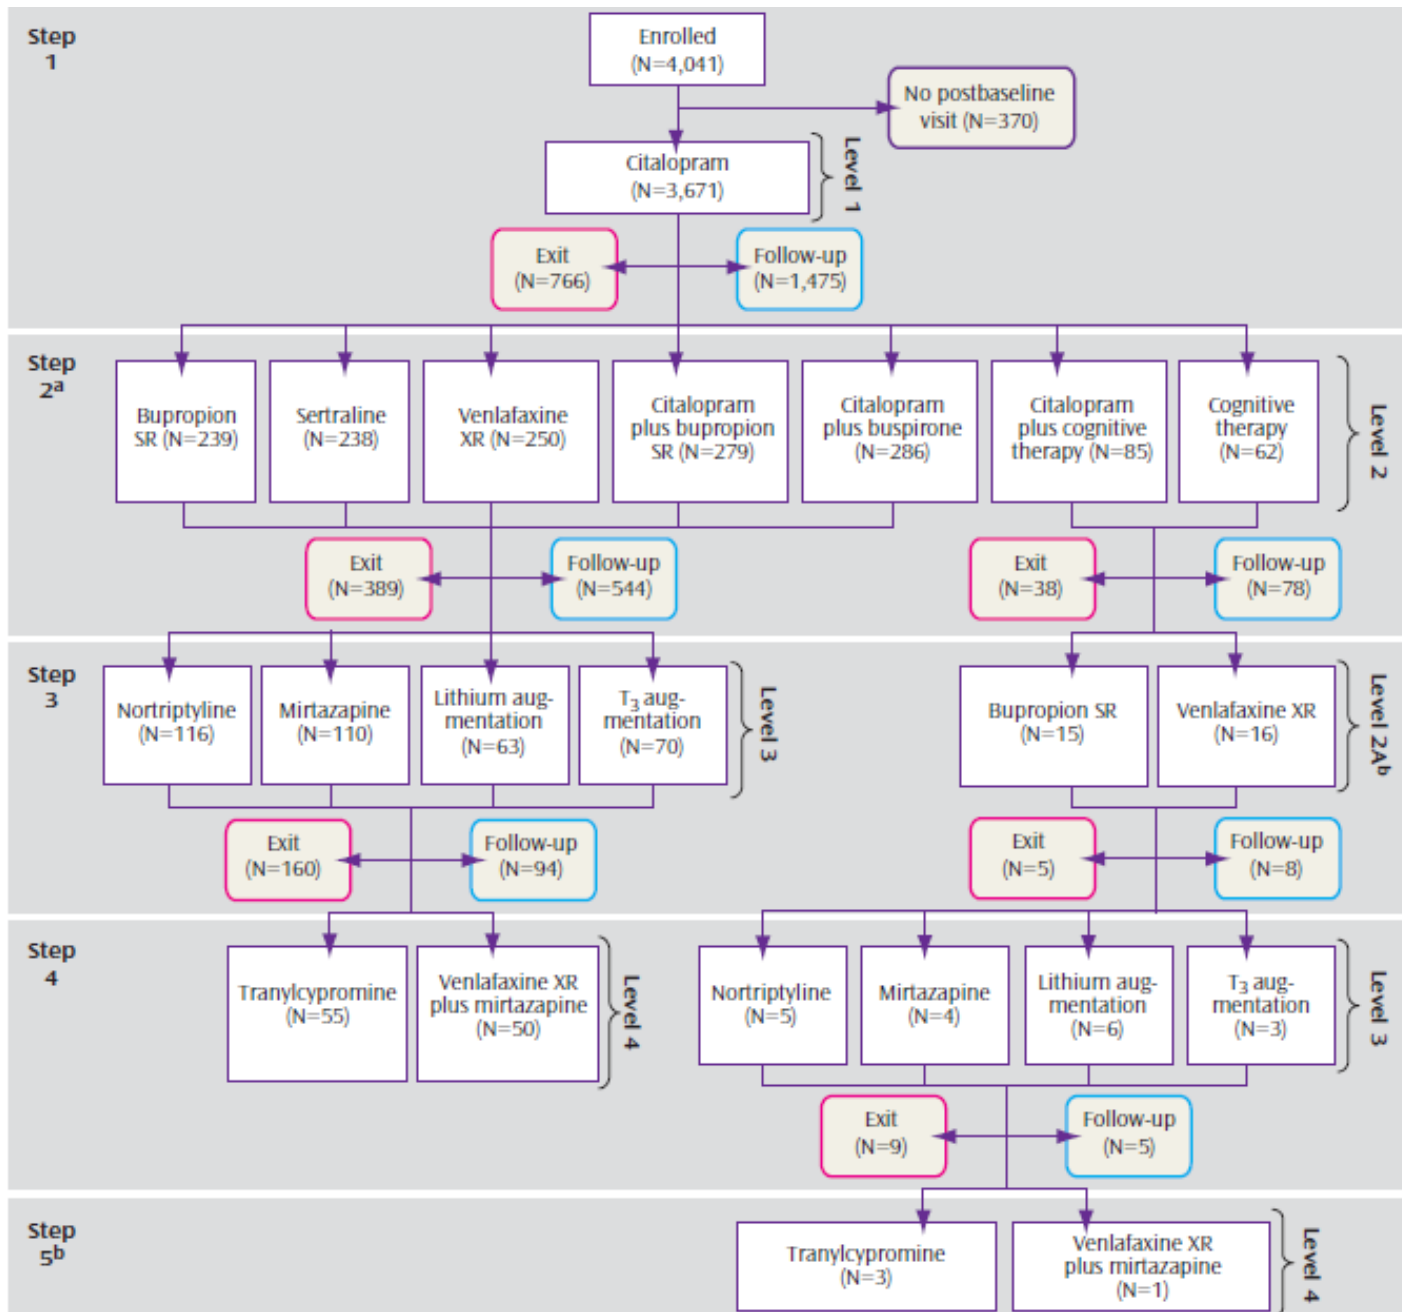 Step
1
Enrolled
(N=4,041)
No postbaseline
visit (N=370)
Citalopram
(N=3,671)
Level 1
Exit
(N=766)
Follow-up
(N=1,475)
Step
2a
Bupropion
SR (N=239)
Sertraline
(N=238)
Venlafaxine
XR (N=250)
Citalopram
plus bupropion
SR (N=279)
Citalopram
plus buspirone
(N=286)
Citalopram
plus cognitive
therapy (N=85)
Cognitive
therapy
(N=62)
Level 2
Exit
(N=389)
Follow-up
(N=544)
Exit
(N=38)
Follow-up
(N=78)
Step
3
Nortriptyline
(N=116)
Mirtazapine
(N=110)
Lithium aug-
mentation
(N=63)
T3 aug-
mentation
(N=70)
Level 3
Bupropion SR
(N=15)
Venlafaxine XR
(N=16)
Level 2Ab
Exit
(N=160)
Follow-up
(N=94)
Exit
(N=5)
Follow-up
(N=8)
Step
4
Tranylcypromine
(N=55)
Venlafaxine XR
plus mirtazapine
(N=50)
Level 4
Nortriptyline
(N=5)
Mirtazapine
(N=4)
Lithium aug-
mentation
(N=6)
T3 aug-
mentation
(N=3)
Level 3
Exit
(N=9)
Follow-up
(N=5)
Step
5b
Tranylcypromine
(N=3)
Venlafaxine XR
plus mirtazapine
(N=1)
Level 4